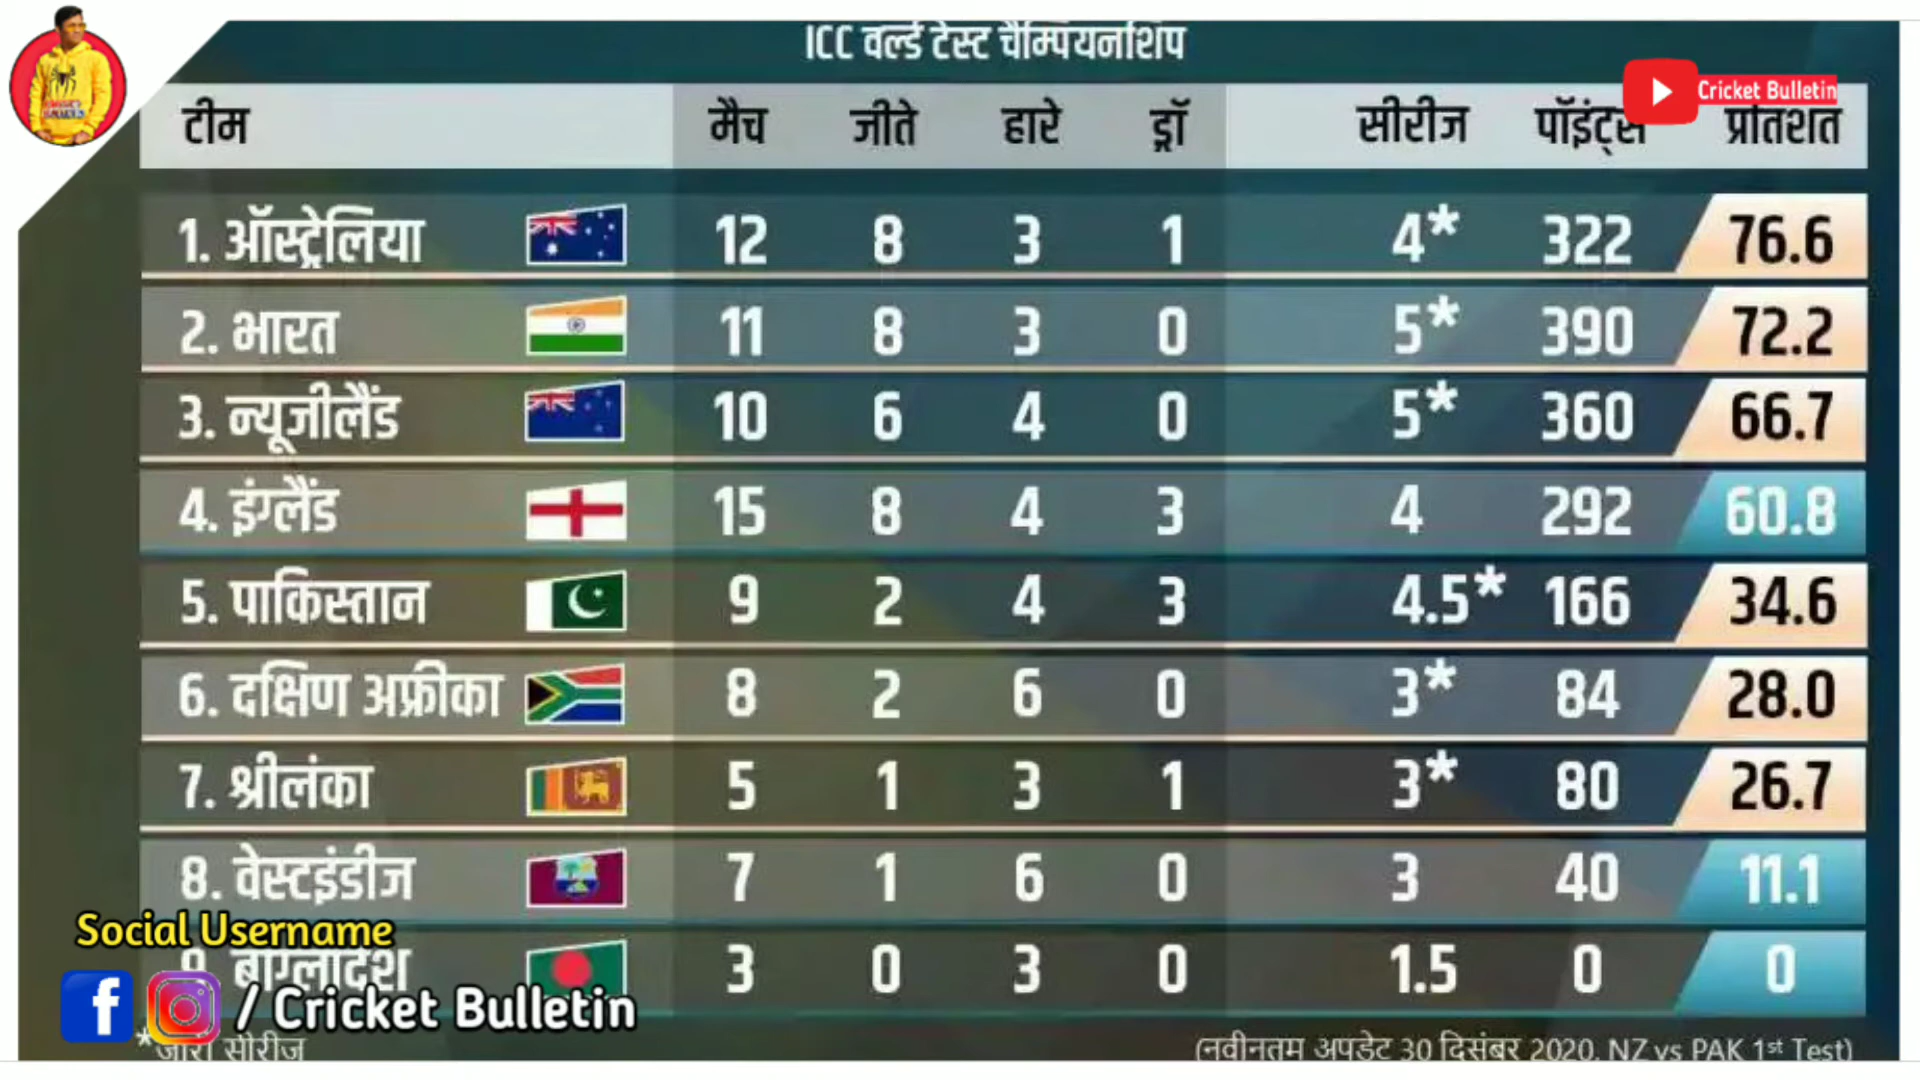 ICC वर्ल्ड टेस्ट चैम्पियनशिप
Cricket Bulletin
टीम मैच जीते हारे ड्रॉ सीरीज पॉइंट्स प्रतिशत
1. ऑस्ट्रेलिया 12 8 3 1 4* 322 76.6
2. भारत 11 8 3 0 5* 390 72.2
3. न्यूजीलैंड 10 6 4 0 5* 360 66.7
4. इंग्लैंड 15 8 4 3 4 292 60.8
5. पाकिस्तान 9 2 4 3 4.5* 166 34.6
6. दक्षिण अफ्रीका 8 2 6 0 3* 84 28.0
7. श्रीलंका 5 1 3 1 3* 80 26.7
8. वेस्टइंडीज 7 1 6 0 3 40 11.1
Social Username
9. बांग्लादेश 3 0 3 0 1.5 0 0
/ Cricket Bulletin
*जारी सीरीज (नवीनतम अपडेट 30 दिसंबर 2020, NZ vs PAK 1st Test)